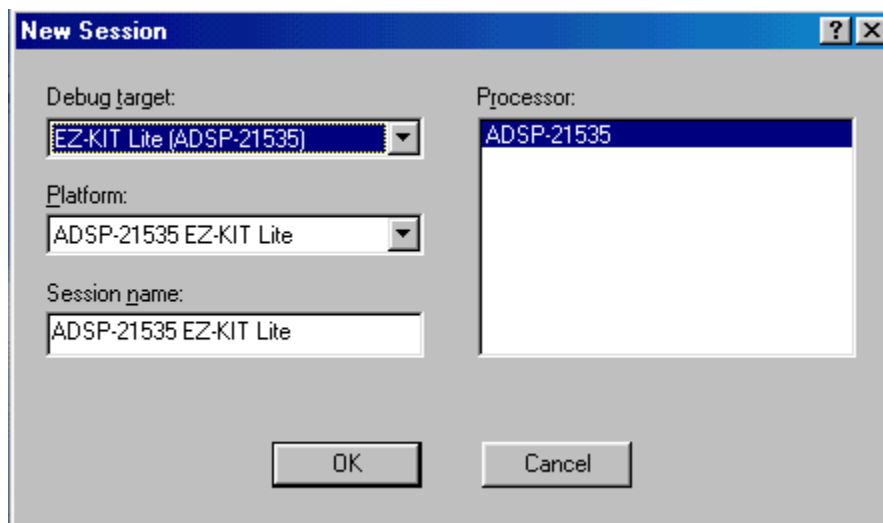 New Session
Debug target:
EZ-KIT Lite (ADSP-21535)
Platform:
ADSP-21535 EZ-KIT Lite
Session name:
ADSP-21535 EZ-KIT Lite
Processor:
ADSP-21535
OK
Cancel